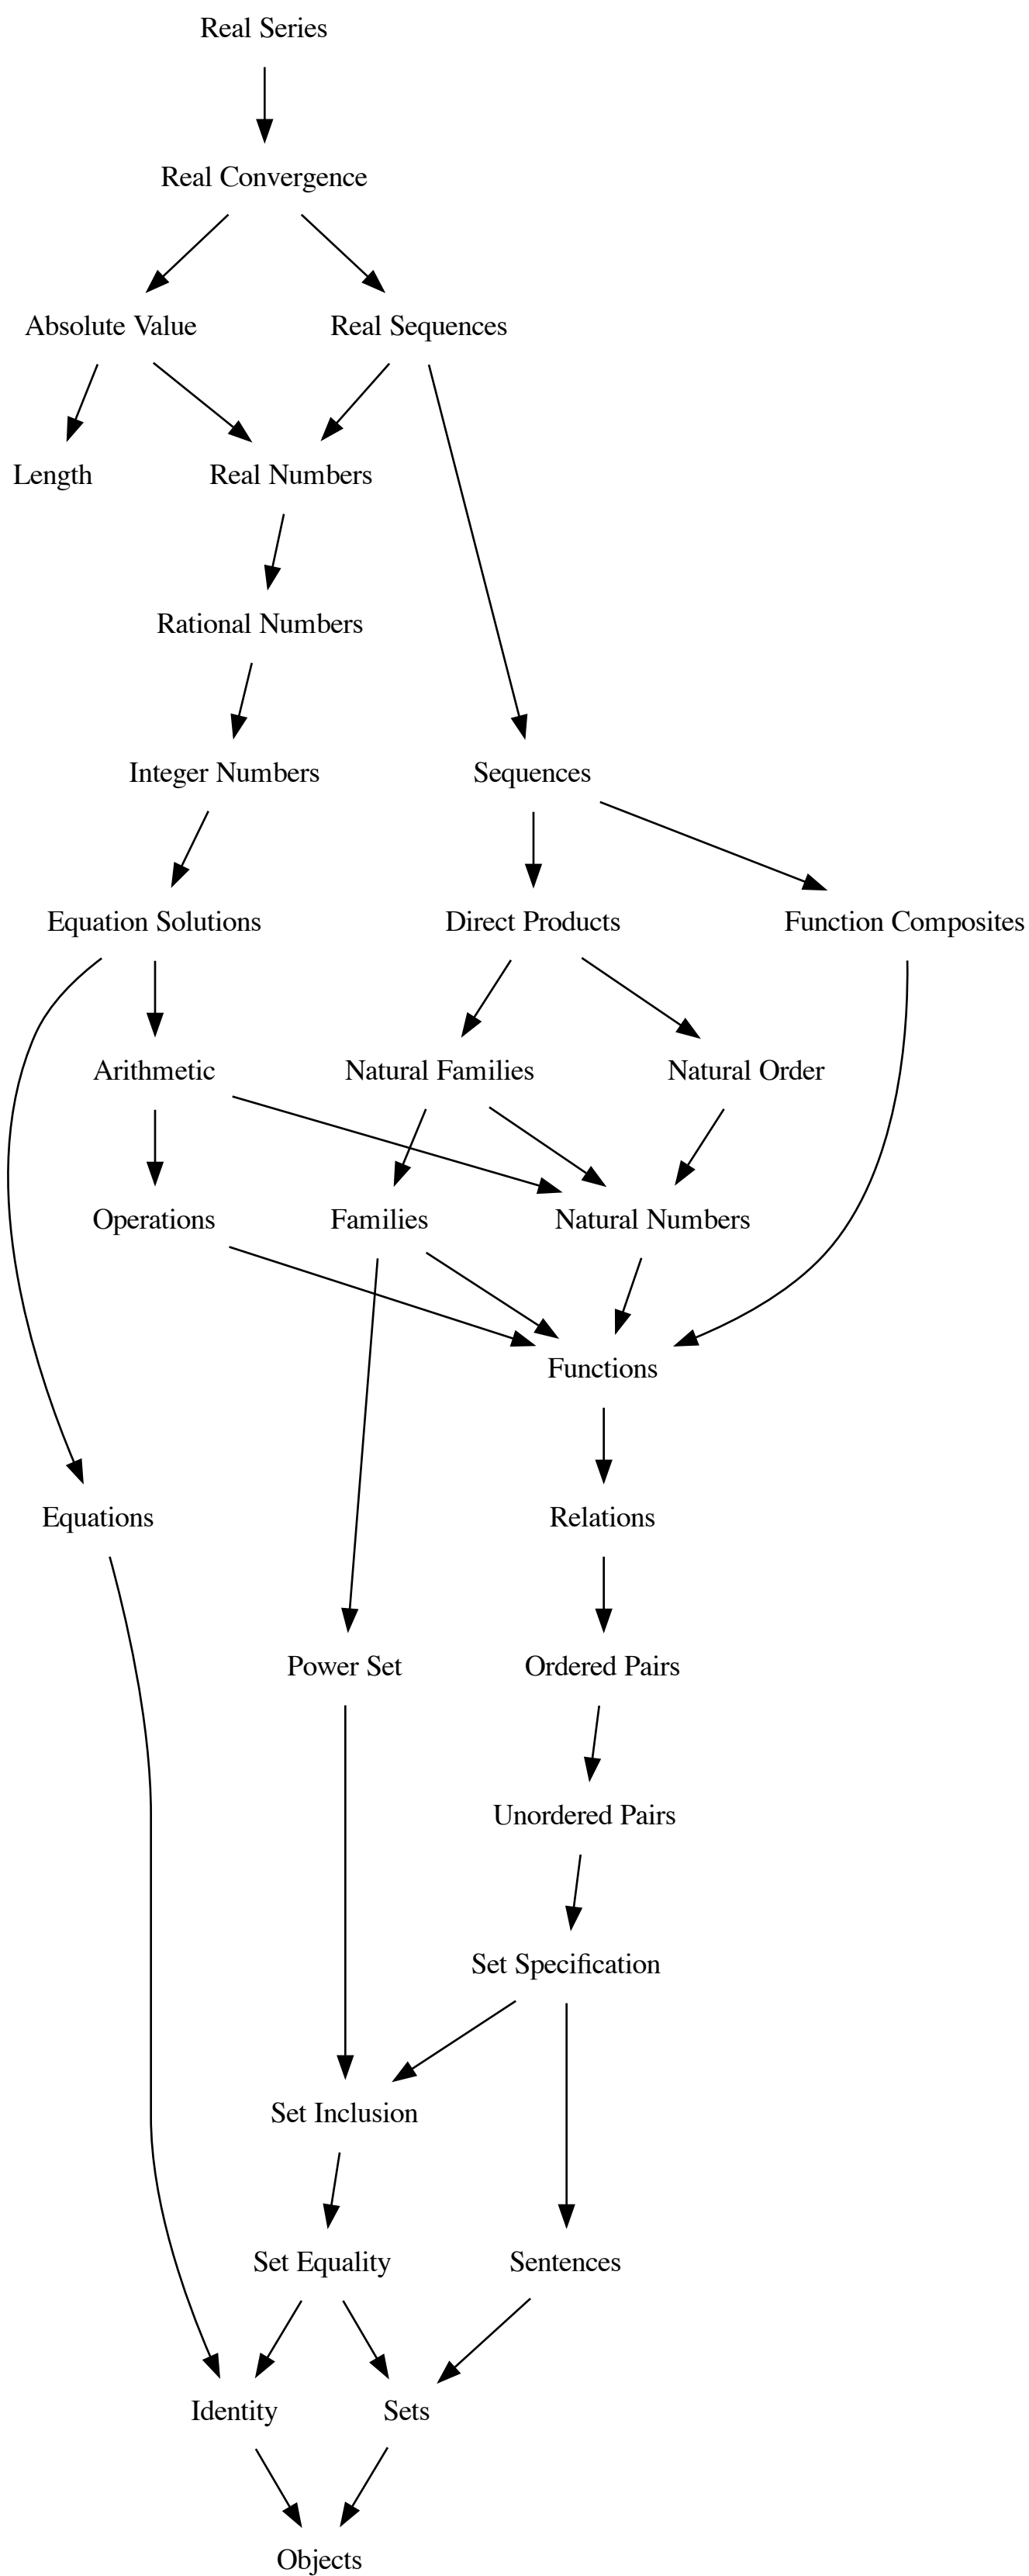 Real Series
Real Convergence
Absolute Value
Real Sequences
Length
Real Numbers
Rational Numbers
Integer Numbers
Sequences
Equation Solutions
Direct Products
Function Composites
Arithmetic
Natural Families
Natural Order
Operations
Families
Natural Numbers
Functions
Equations
Relations
Power Set
Ordered Pairs
Unordered Pairs
Set Specification
Set Inclusion
Set Equality
Sentences
Identity
Sets
Objects